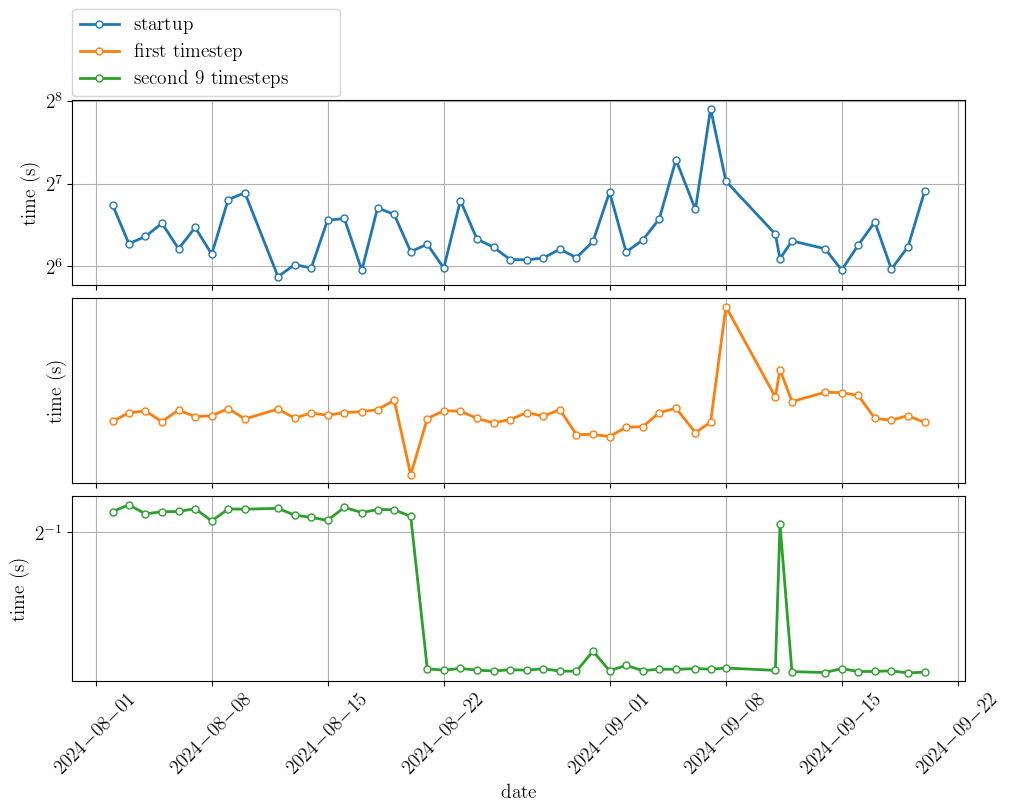 startup
first timestep
second 9 timesteps
2^8
2^7
2^6
time (s)
time (s)
2^−1
time (s)
2024−08−01
2024−08−08
2024−08−15
2024−08−22
2024−09−01
2024−09−08
2024−09−15
2024−09−22
date